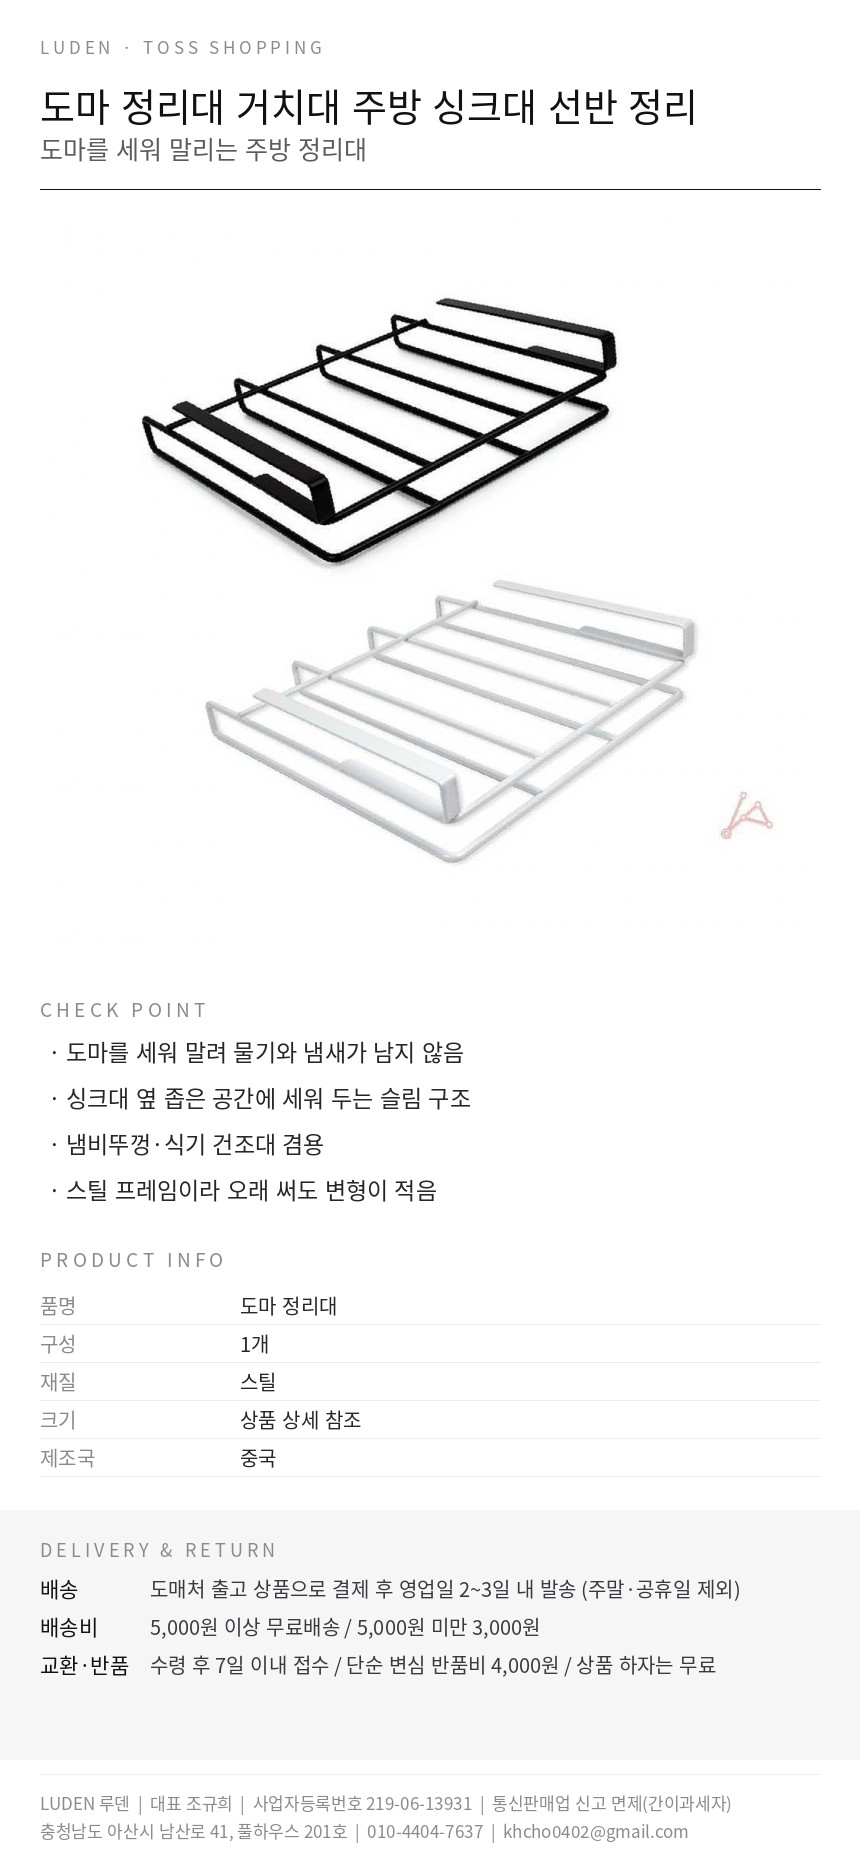 LUDEN · TOSS SHOPPING
도마 정리대 거치대 주방 싱크대 선반 정리
도마를 세워 말리는 주방 정리대
CHECK POINT
· 도마를 세워 말려 물기와 냄새가 남지 않음
· 싱크대 옆 좁은 공간에 세워 두는 슬림 구조
· 냄비뚜껑·식기 건조대 겸용
· 스틸 프레임이라 오래 써도 변형이 적음
PRODUCT INFO
품명 도마 정리대
구성 1개
재질 스틸
크기 상품 상세 참조
제조국 중국
DELIVERY & RETURN
배송 도매처 출고 상품으로 결제 후 영업일 2~3일 내 발송 (주말·공휴일 제외)
배송비 5,000원 이상 무료배송 / 5,000원 미만 3,000원
교환·반품 수령 후 7일 이내 접수 / 단순 변심 반품비 4,000원 / 상품 하자는 무료
LUDEN 루덴 | 대표 조규희 | 사업자등록번호 219-06-13931 | 통신판매업 신고 면제(간이과세자)
충청남도 아산시 남산로 41, 풀하우스 201호 | 010-4404-7637 | khcho0402@gmail.com